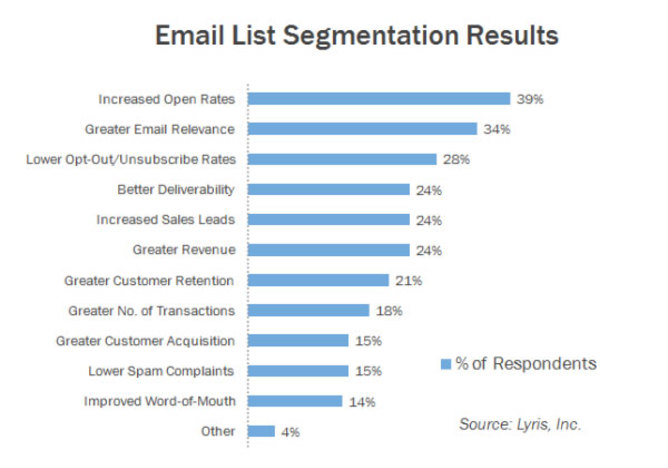 Email List Segmentation Results
Increased Open Rates 39%
Greater Email Relevance 34%
Lower Opt-Out/Unsubscribe Rates 28%
Better Deliverability 24%
Increased Sales Leads 24%
Greater Revenue 24%
Greater Customer Retention 21%
Greater No. of Transactions 18%
Greater Customer Acquisition 15%
Lower Spam Complaints 15%
Improved Word-of-Mouth 14%
Other 4%
% of Respondents
Source: Lyris, Inc.